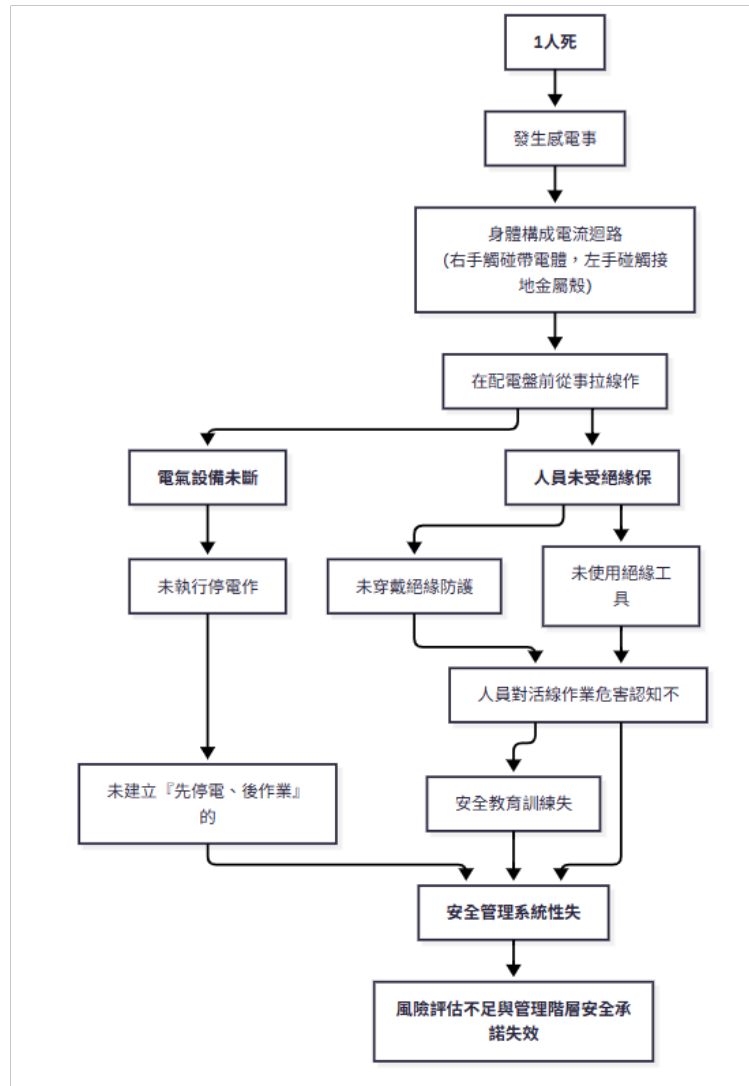 1人死
發生感電事
身體構成電流迴路
(右手觸碰帶電體，左手碰觸接
地金屬殼)
在配電盤前從事拉線作
電氣設備未斷
人員未受絕緣保
未執行停電作
未穿戴絕緣防護
未使用絕緣工
具
人員對活線作業危害認知不
未建立『先停電、後作業』
的
安全教育訓練失
安全管理系統性失
風險評估不足與管理階層安全承
諾失效